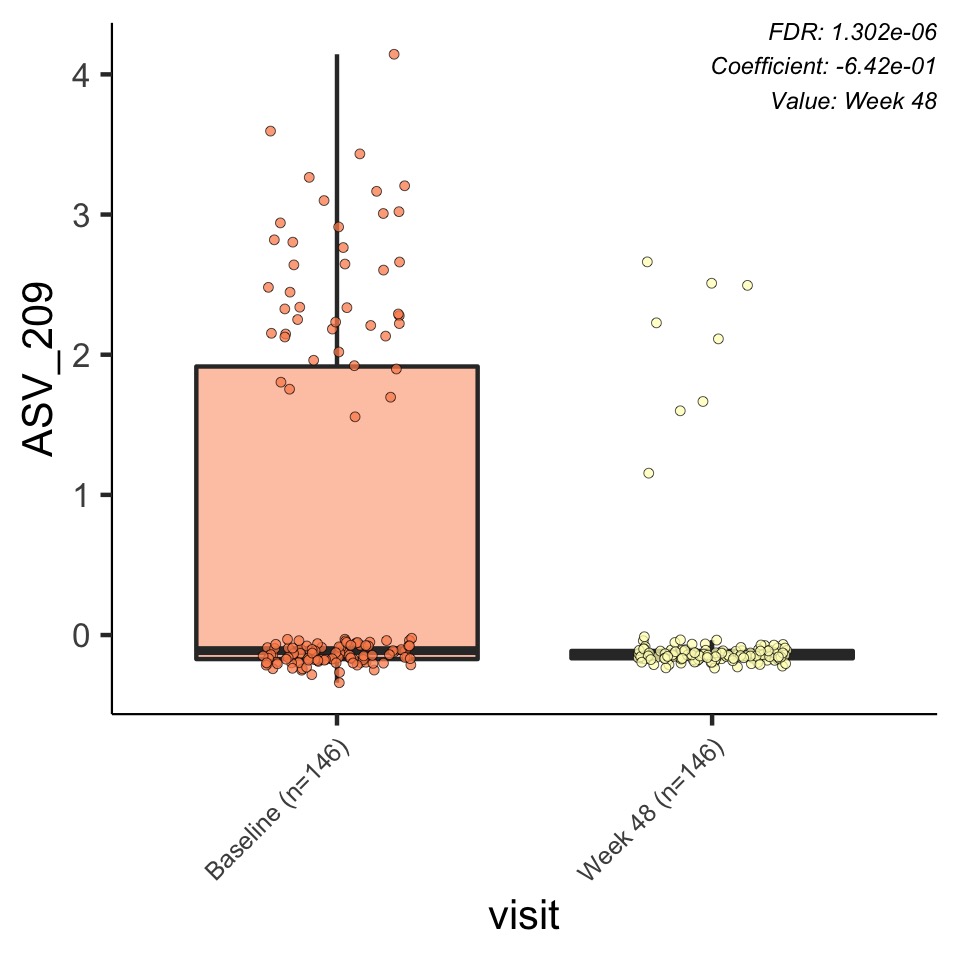 FDR: 1.302e-06
Coefficient: -6.42e-01
Value: Week 48
ASV_209
4
3
2
1
0
Baseline (n=146)
Week 48 (n=146)
visit